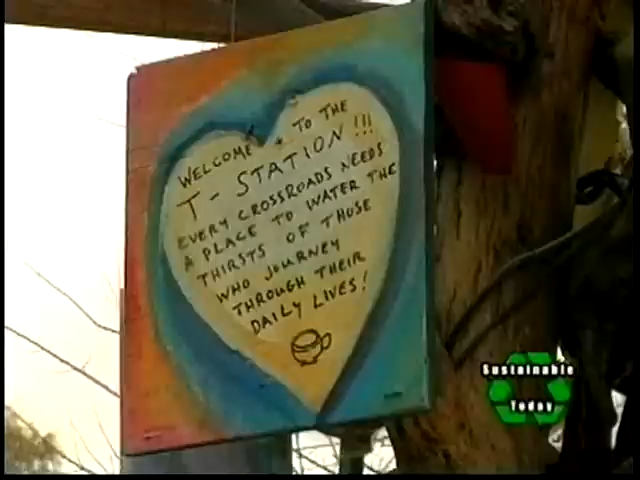 WELCOME TO THE
T-STATION!!!
EVERY CROSSROADS NEEDS
A PLACE TO WATER THE
THIRSTS OF THOSE
WHO JOURNEY
THROUGH THEIR
DAILY LIVES!
Sustainable
Today